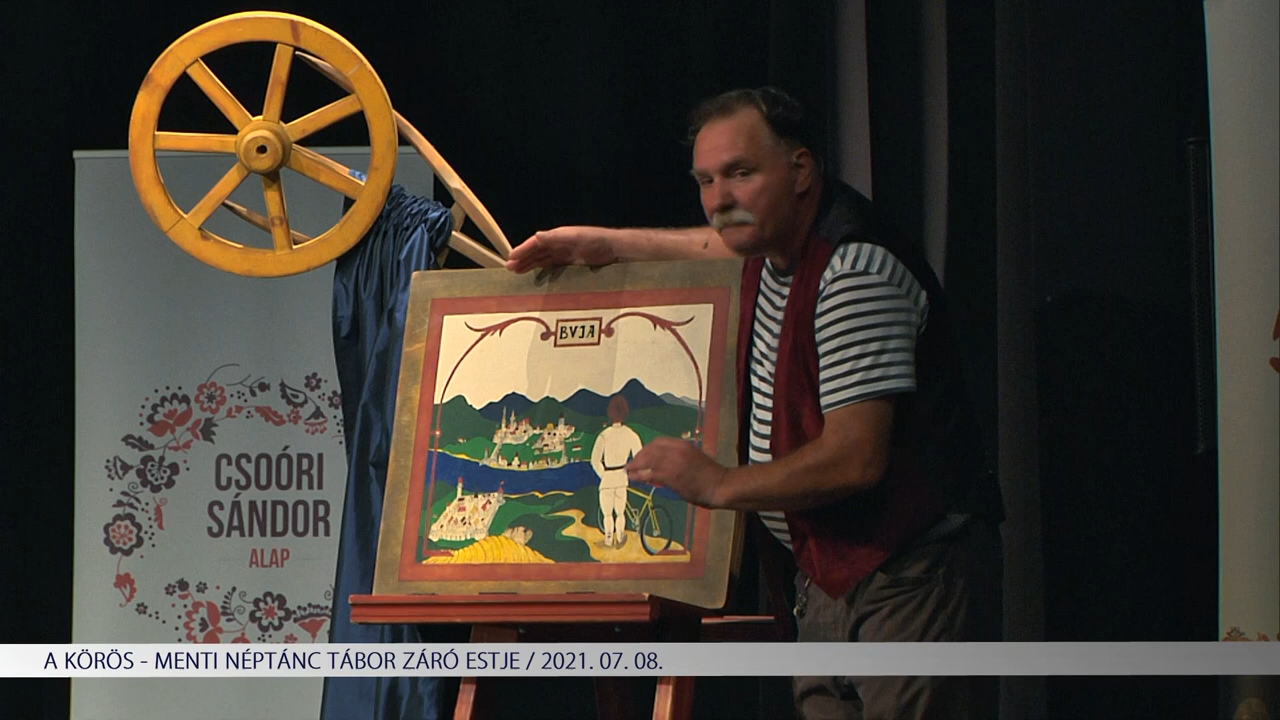 BVJA
CSOÓRI
SÁNDOR
ALAP
A KÖRÖS - MENTI NÉPTÁNC TÁBOR ZÁRÓ ESTJE / 2021. 07. 08.